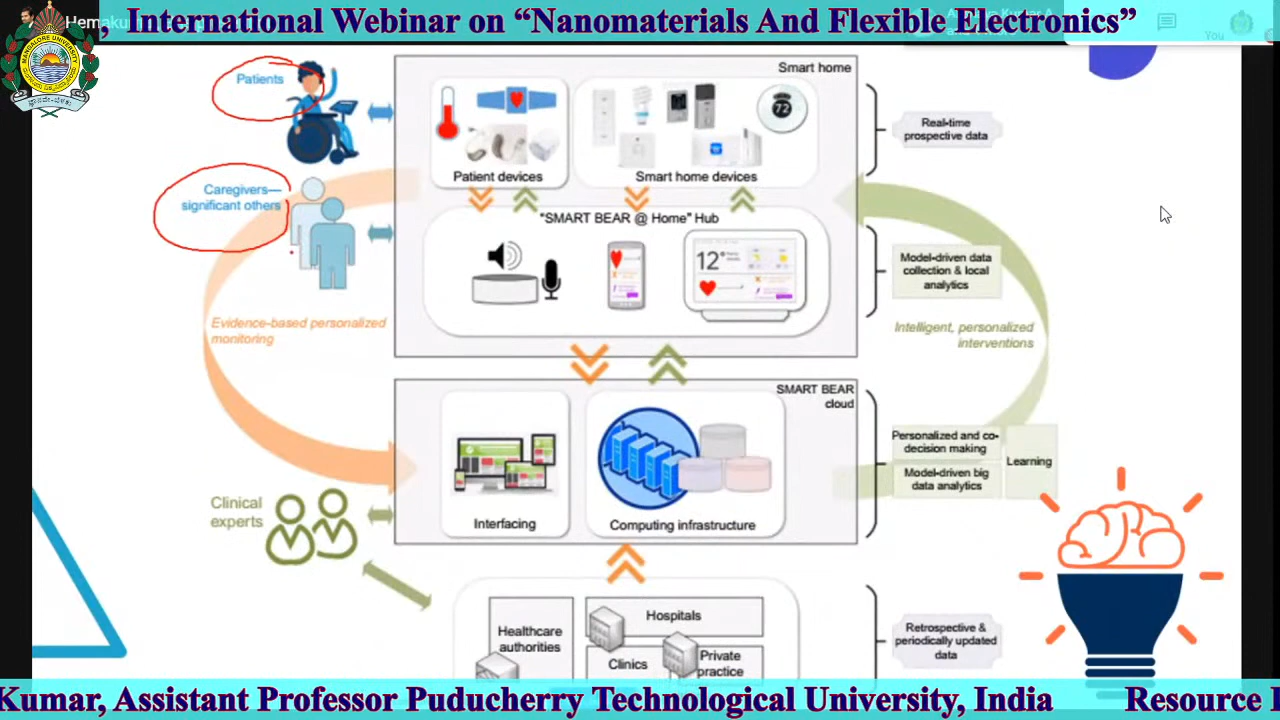 , International Webinar on “Nanomaterials And Flexible Electronics”
You
MANGALORE UNIVERSITY
Patients
Smart home
72
Patient devices
Smart home devices
Real-time
prospective data
Caregivers—
significant others
“SMART BEAR @ Home” Hub
12
Model-driven data
collection & local
analytics
Evidence-based personalized
monitoring
Intelligent, personalized
interventions
SMART BEAR
cloud
Personalized and co-
decision making
Model-driven big
data analytics
Learning
Interfacing
Computing infrastructure
Clinical
experts
Healthcare
authorities
Hospitals
Clinics
Private
practice
Retrospective &
periodically updated
data
Kumar, Assistant Professor Puducherry Technological University, India Resource